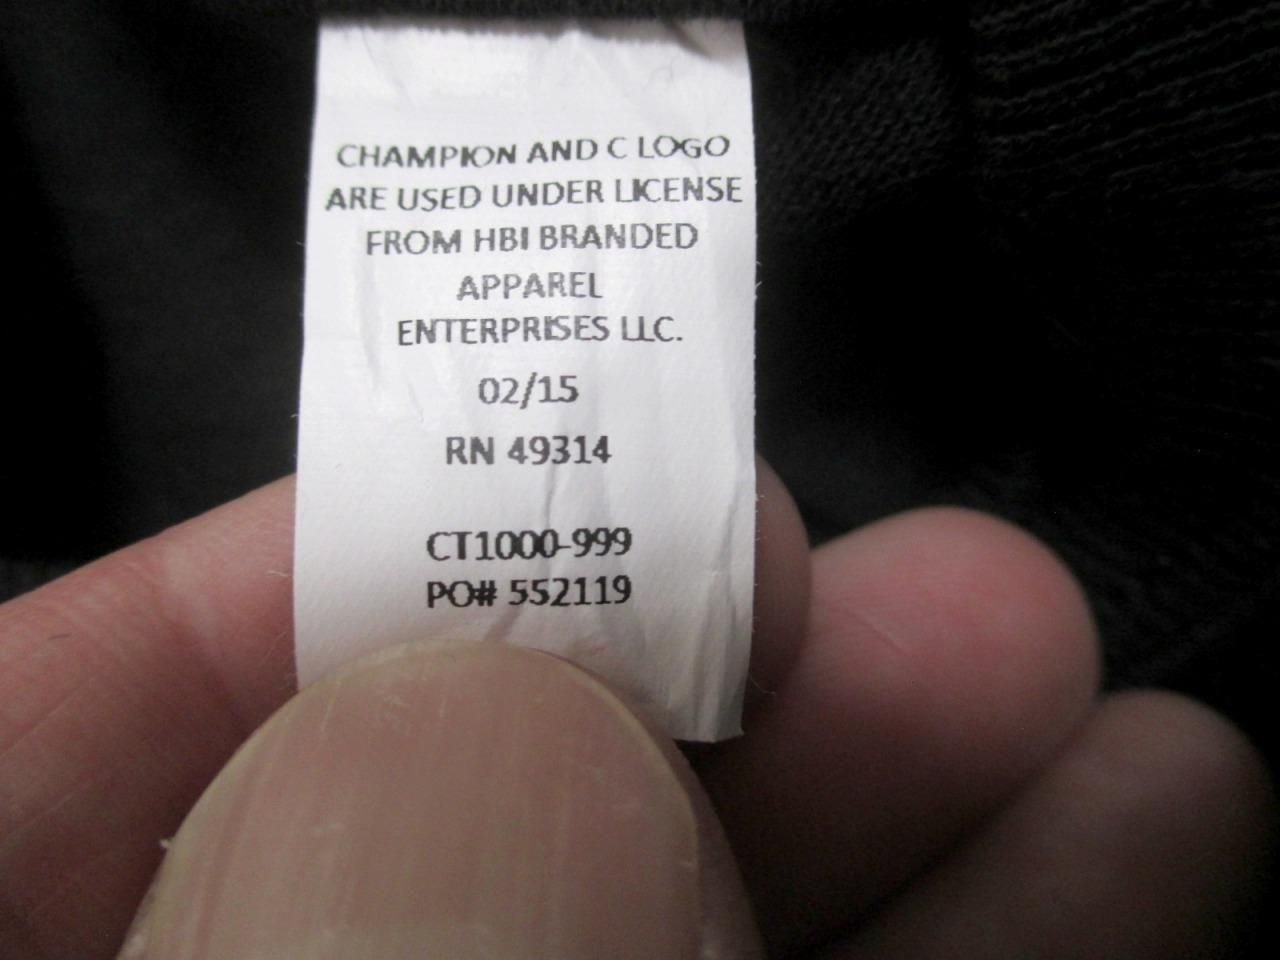 CHAMPION AND C LOGO
ARE USED UNDER LICENSE
FROM HBI BRANDED
APPAREL
ENTERPRISES LLC.
02/15
RN 49314
CT1000-999
PO# 552119